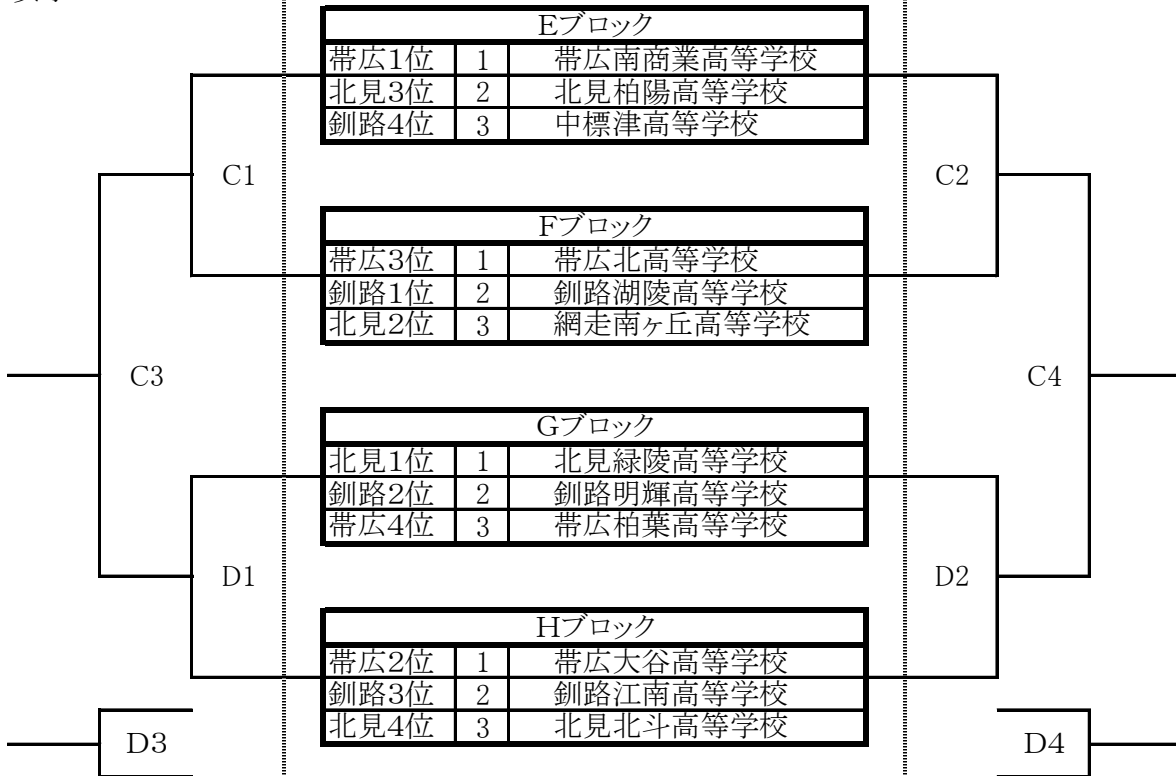 Eブロック
帯広1位 1 帯広南商業高等学校
北見3位 2 北見柏陽高等学校
釧路4位 3 中標津高等学校
C1 C2
Fブロック
帯広3位 1 帯広北高等学校
釧路1位 2 釧路湖陵高等学校
北見2位 3 網走南ヶ丘高等学校
C3 C4
Gブロック
北見1位 1 北見緑陵高等学校
釧路2位 2 釧路明輝高等学校
帯広4位 3 帯広柏葉高等学校
D1 D2
Hブロック
帯広2位 1 帯広大谷高等学校
釧路3位 2 釧路江南高等学校
北見4位 3 北見北斗高等学校
D3 D4